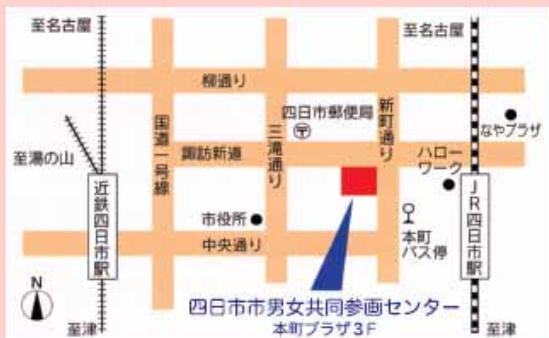 至名古屋
至名古屋
柳通り
四日市郵便局
〒
新町通り
なやプラザ
国道一号線
三滝通り
至湯の山
諏訪新道
ハロー
ワーク
近鉄四日市駅
市役所
JR四日市駅
本町
バス停
中央通り
N
四日市市男女共同参画センター
本町プラザ3F
至津
至津